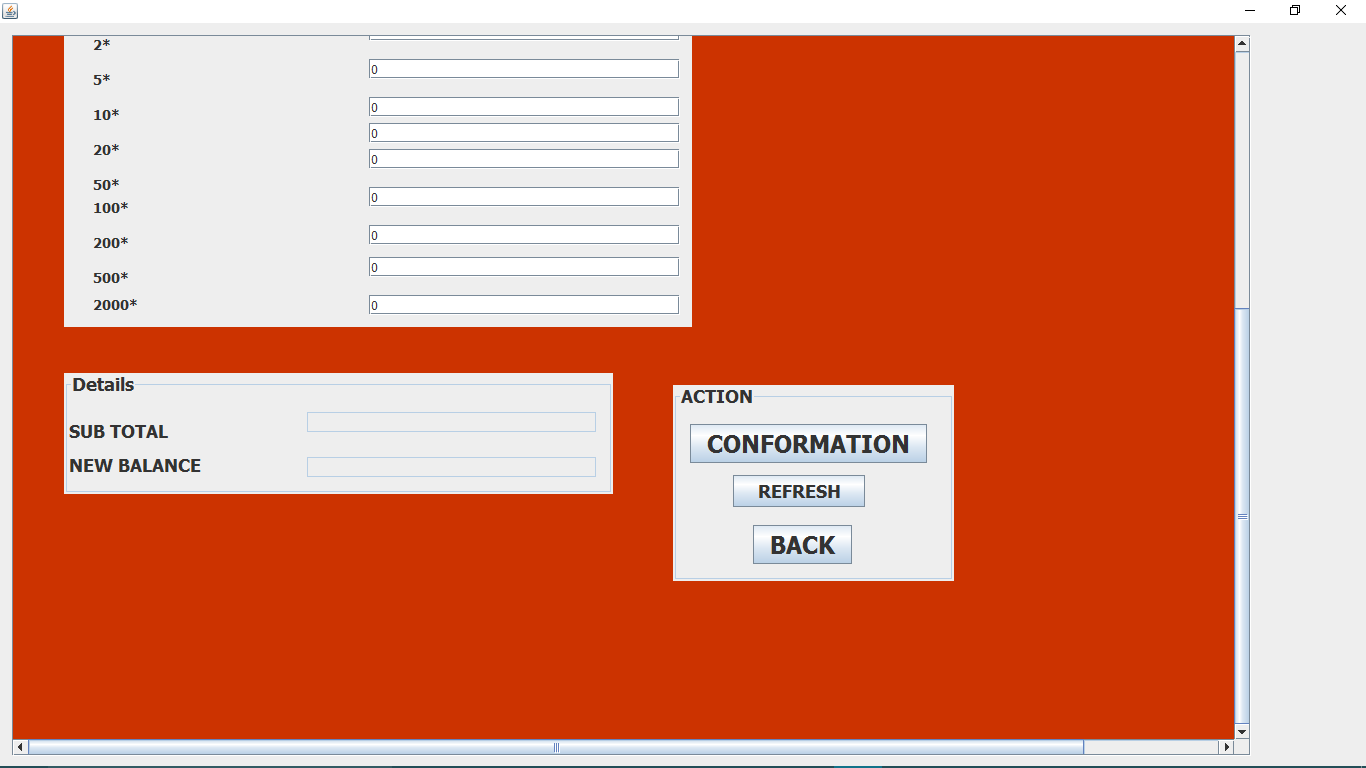 2*
0
5*
0
10*
0
20*
0
50*
0
100*
0
200*
0
500*
0
2000*
Details
SUB TOTAL
NEW BALANCE
ACTION
CONFORMATION
REFRESH
BACK